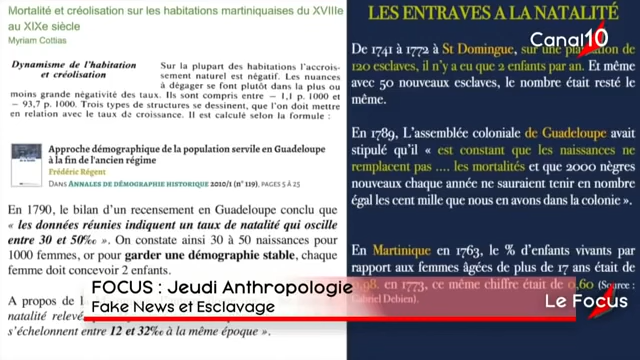 Mortalité et créolisation sur les habitations martiniquaises du XVIIIe
au XIXe siècle
Myriam Cottias
Dynamisme de l'habitation
et créolisation
Sur la plupart des habitations l'accrois-
sement naturel est négatif. Les nuances
à dégager se font plutôt dans la plus ou
moins grande négativité des taux. Ils sont compris entre – 1,1 p. 1000 et
– 93,7 p. 1000. Trois types de structures se dessinent, que l'on doit mettre
en relation avec le taux de croissance. Il est calculé selon la formule :
Approche démographique de la population servile en Guadeloupe
à la fin de l'ancien régime
Frédéric Régent
DANS ANNALES DE DÉMOGRAPHIE HISTORIQUE 2010/1 (N° 119), PAGES 5 À 25
En 1790, le bilan d'un recensement en Guadeloupe conclu que
« les données réunies indiquent un taux de natalité qui oscille
entre 30 et 50‰ ». On constate ainsi 30 à 50 naissances pour
1000 femmes, or pour garder une démographie stable, chaque
femme doit concevoir 2 enfants.
A propos de l
natalité relev
s'échelonnent entre 12 et 32‰ à la même époque ».
LES ENTRAVES A LA NATALITÉ
Canal10
De 1741 à 1772 à St Domingue, sur une plantation de
120 esclaves, il n'y a eu que 2 enfants par an. Et même
avec 50 nouveaux esclaves, le nombre était resté le
même.
En 1789, L'assemblée coloniale de Guadeloupe avait
stipulé qu'il « est constant que les naissances ne
remplacent pas .... les mortalités et que 2000 nègres
nouveaux chaque année ne sauraient tenir en nombre
égal les cent mille que nous en avons dans la colonie ».
En Martinique en 1763, le % d'enfants vivants par
rapport aux femmes âgées de plus de 17 ans était de
0,98. en 1773, ce même chiffre était de 0,60 (Source :
Gabriel Debien).
FOCUS : Jeudi Anthropologie
Fake News et Esclavage
Le Focus